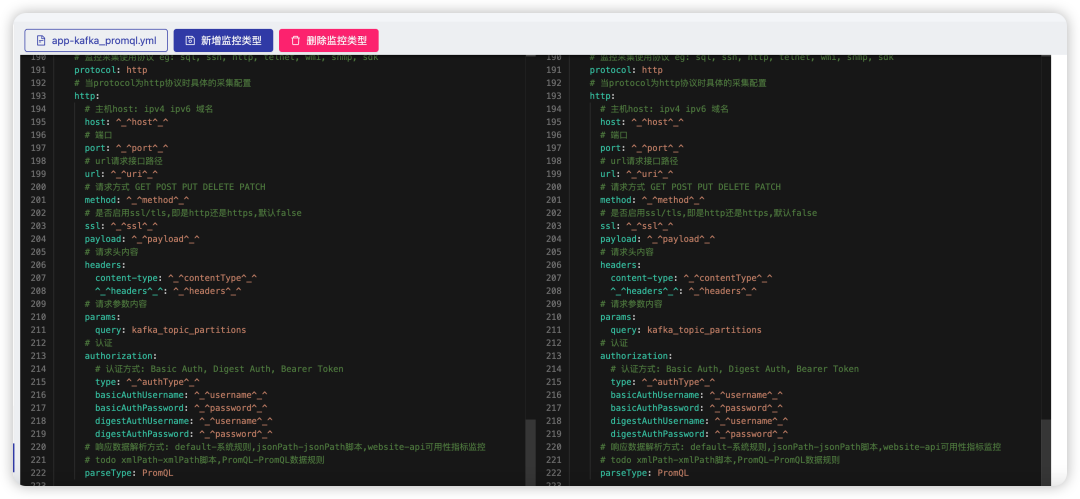 app-kafka_promql.yml 新增监控类型 删除监控类型
190 # 监控采集使用协议 eg: sql, ssh, http, telnet, wmi, snmp, sdk
191 protocol: http
192 # 当protocol为http协议时具体的采集配置
193 http:
194 # 主机host: ipv4 ipv6 域名
195 host: ^_^host^_^
196 # 端口
197 port: ^_^port^_^
198 # url请求接口路径
199 url: ^_^uri^_^
200 # 请求方式 GET POST PUT DELETE PATCH
201 method: ^_^method^_^
202 # 是否启用ssl/tls,即是http还是https,默认false
203 ssl: ^_^ssl^_^
204 payload: ^_^payload^_^
205 # 请求头内容
206 headers:
207 content-type: ^_^contentType^_^
208 ^_^headers^_^: ^_^headers^_^
209 # 请求参数内容
210 params:
211 query: kafka_topic_partitions
212 # 认证
213 authorization:
214 # 认证方式: Basic Auth, Digest Auth, Bearer Token
215 type: ^_^authType^_^
216 basicAuthUsername: ^_^username^_^
217 basicAuthPassword: ^_^password^_^
218 digestAuthUsername: ^_^username^_^
219 digestAuthPassword: ^_^password^_^
220 # 响应数据解析方式: default-系统规则,jsonPath-jsonPath脚本,website-api可用性指标监控
221 # todo xmlPath-xmlPath脚本,PromQL-PromQL数据规则
222 parseType: PromQL
223
190 # 监控采集使用协议 eg: sql, ssh, http, telnet, wmi, snmp, sdk
191 protocol: http
192 # 当protocol为http协议时具体的采集配置
193 http:
194 # 主机host: ipv4 ipv6 域名
195 host: ^_^host^_^
196 # 端口
197 port: ^_^port^_^
198 # url请求接口路径
199 url: ^_^uri^_^
200 # 请求方式 GET POST PUT DELETE PATCH
201 method: ^_^method^_^
202 # 是否启用ssl/tls,即是http还是https,默认false
203 ssl: ^_^ssl^_^
204 payload: ^_^payload^_^
205 # 请求头内容
206 headers:
207 content-type: ^_^contentType^_^
208 ^_^headers^_^: ^_^headers^_^
209 # 请求参数内容
210 params:
211 query: kafka_topic_partitions
212 # 认证
213 authorization:
214 # 认证方式: Basic Auth, Digest Auth, Bearer Token
215 type: ^_^authType^_^
216 basicAuthUsername: ^_^username^_^
217 basicAuthPassword: ^_^password^_^
218 digestAuthUsername: ^_^username^_^
219 digestAuthPassword: ^_^password^_^
220 # 响应数据解析方式: default-系统规则,jsonPath-jsonPath脚本,website-api可用性指标监控
221 # todo xmlPath-xmlPath脚本,PromQL-PromQL数据规则
222 parseType: PromQL
223